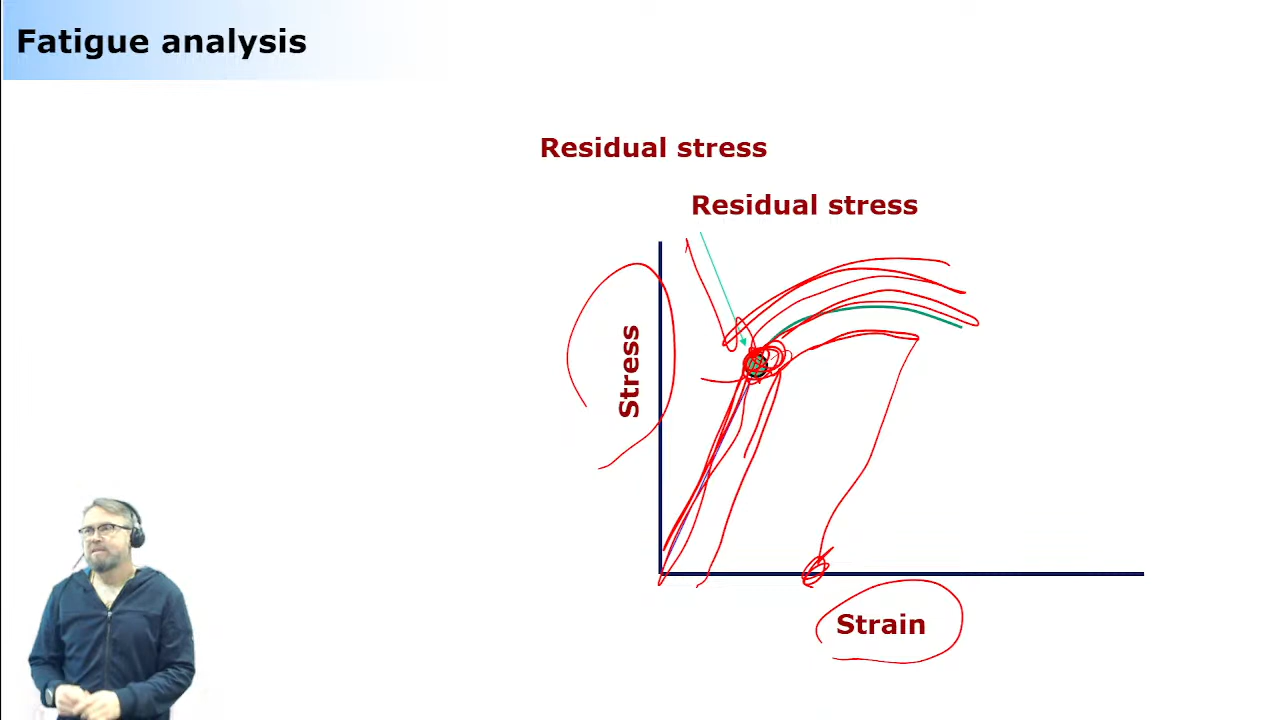 Fatigue analysis
Residual stress
Residual stress
Stress
Strain